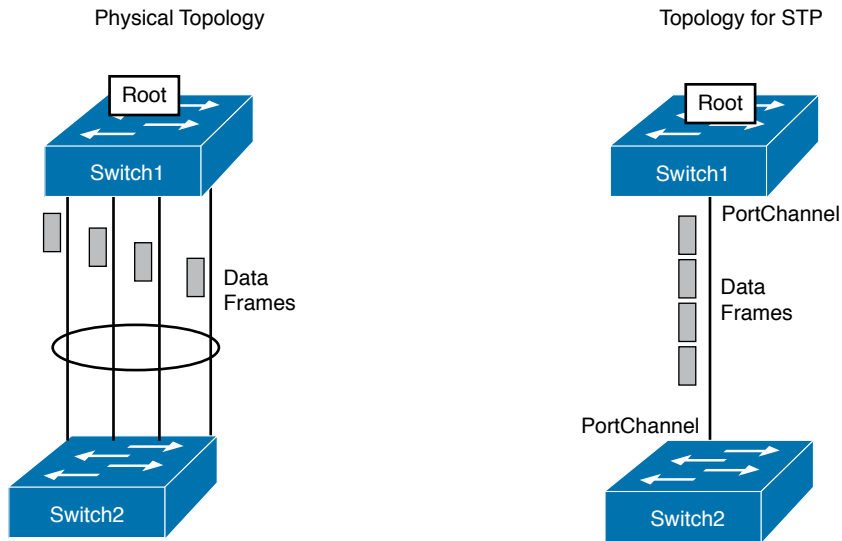 Physical Topology
Root
Switch1
Data
Frames
Switch2
Topology for STP
Root
Switch1
PortChannel
Data
Frames
PortChannel
Switch2